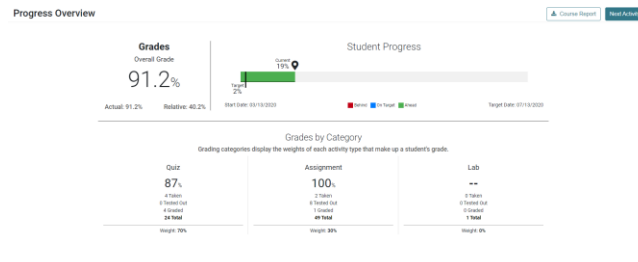 Progress Overview
Course Report
Next Activi
Grades
Overall Grade
91.2%
Actual: 91.2% Relative: 40.2%
Student Progress
Current
19%
Target
2%
Start Date: 03/13/2020
Behind On Target Ahead
Target Date: 07/13/2020
Grades by Category
Grading categories display the weights of each activity type that make up a student's grade.
Quiz
87%
4 Taken
0 Tested Out
4 Graded
24 Total
Weight: 70%
Assignment
100%
2 Taken
0 Tested Out
1 Graded
49 Total
Weight: 30%
Lab
--
0 Taken
0 Tested Out
0 Graded
1 Total
Weight: 0%